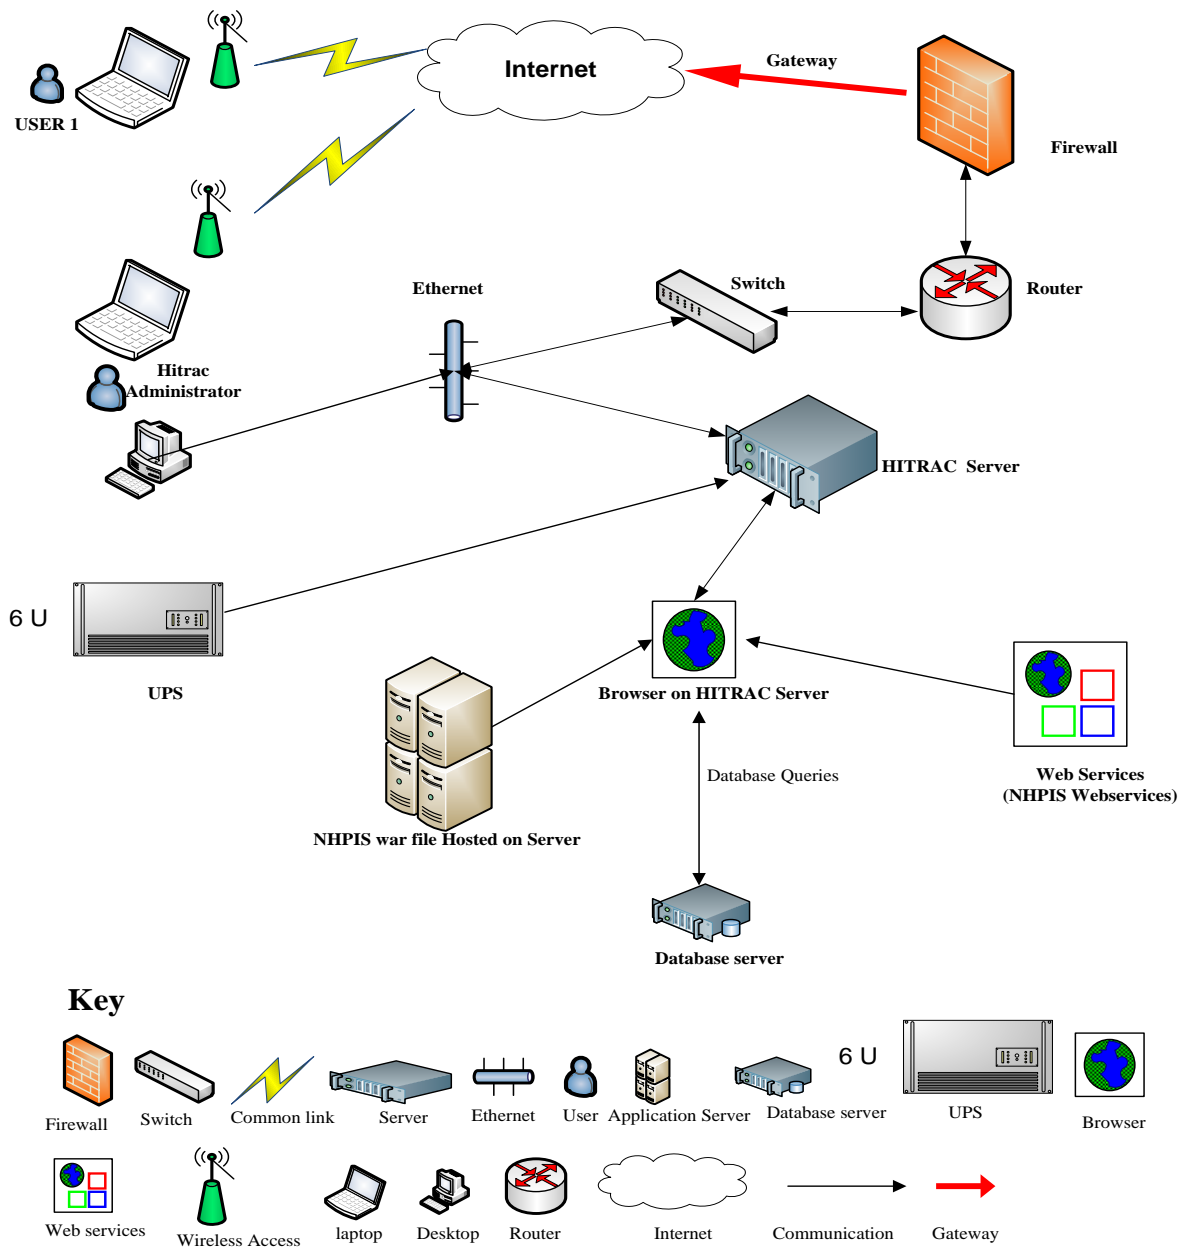 Internet
Gateway
USER 1
Firewall
Ethernet
Switch
Router
Hitrac
Administrator
HITRAC  Server
6 U
UPS
Browser on HITRAC Server
Database Queries
Web Services
(NHPIS Webservices)
NHPIS war file Hosted on Server
Database server
Key
6 U
Firewall
Switch
Common link
Server
Ethernet
User
Application Server
Database server
UPS
Browser
Web services
Wireless Access
laptop
Desktop
Router
Internet
Communication
Gateway